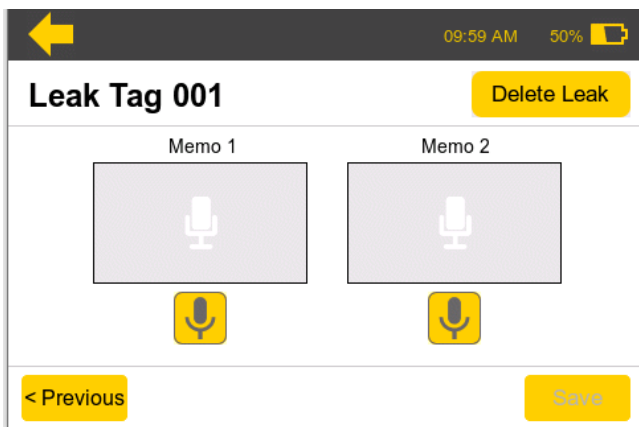 09:59 AM 50%
Leak Tag 001 Delete Leak
Memo 1 Memo 2
< Previous Save